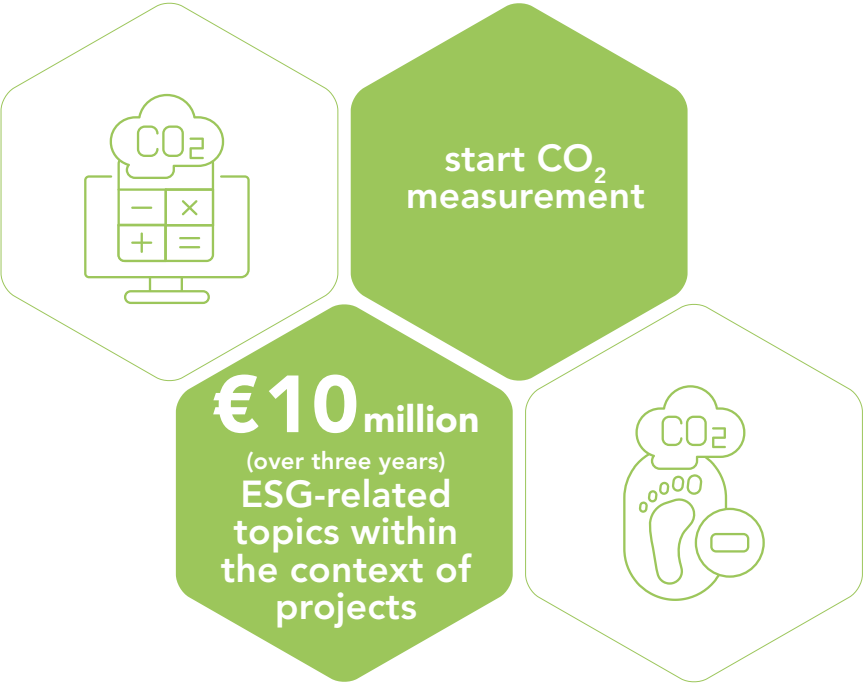 CO₂
start CO₂
measurement
€10 million
(over three years)
ESG-related
topics within
the context of
projects
CO₂